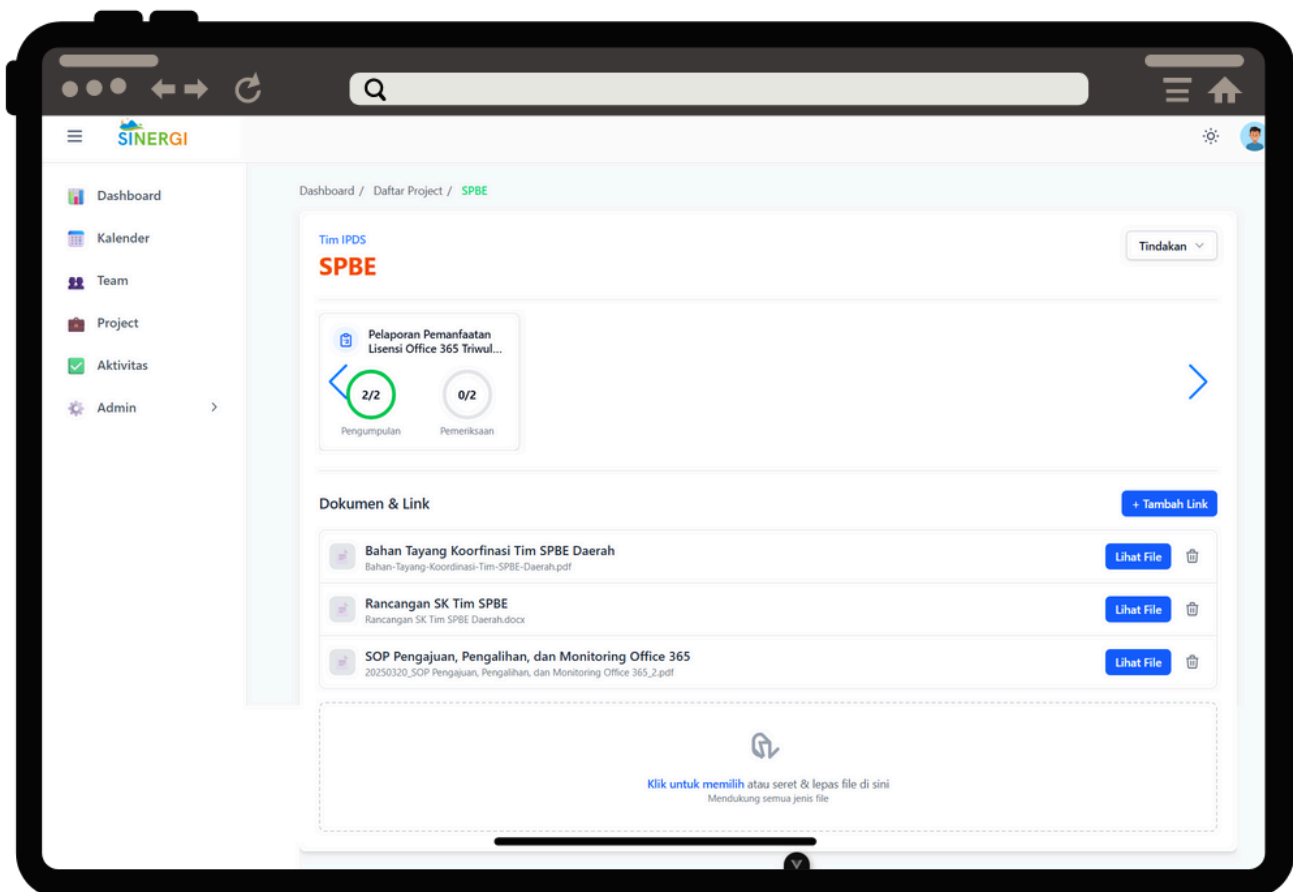 SINERGI
Dashboard
Kalender
Team
Project
Aktivitas
Admin
Dashboard / Daftar Project / SPBE
Tim IPDS
SPBE
Tindakan
Pelaporan Pemanfaatan
Lisensi Office 365 Triwul...
2/2
0/2
Pengumpulan
Pemeriksaan
Dokumen & Link
+ Tambah Link
Bahan Tayang Koorfinasi Tim SPBE Daerah
Bahan-Tayang-Koordinasi-Tim-SPBE-Daerah.pdf
Lihat File
Rancangan SK Tim SPBE
Rancangan SK Tim SPBE Daerah.docx
Lihat File
SOP Pengajuan, Pengalihan, dan Monitoring Office 365
20250320_SOP Pengajuan, Pengalihan, dan Monitoring Office 365_2.pdf
Lihat File
Klik untuk memilih atau seret & lepas file di sini
Mendukung semua jenis file